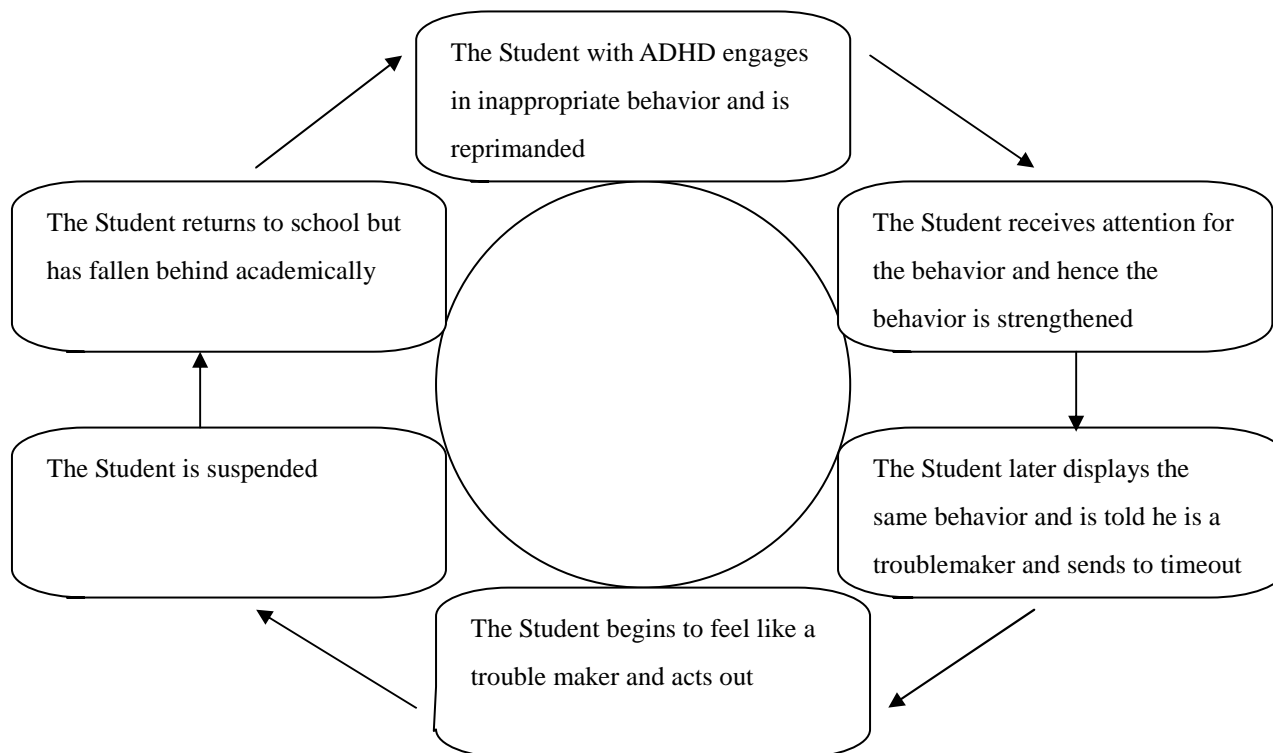 The Student with ADHD engages
in inappropriate behavior and is
reprimanded
The Student receives attention for
the behavior and hence the
behavior is strengthened
The Student later displays the
same behavior and is told he is a
troublemaker and sends to timeout
The Student begins to feel like a
trouble maker and acts out
The Student is suspended
The Student returns to school but
has fallen behind academically